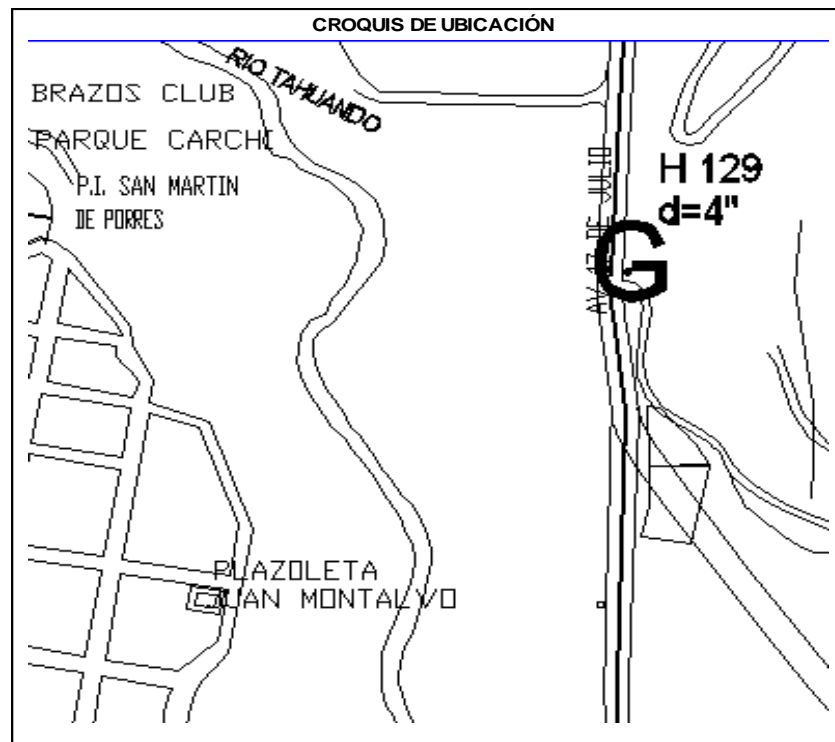 CROQUIS DE UBICACIÓN
RIO TAHUANDO
BRAZOS CLUB
PARQUE CARCHI
P.I. SAN MARTIN
DE PORRES
H 129
d=4"
G
AV. 17 DE JULIO
PLAZOLETA
JUAN MONTALVO